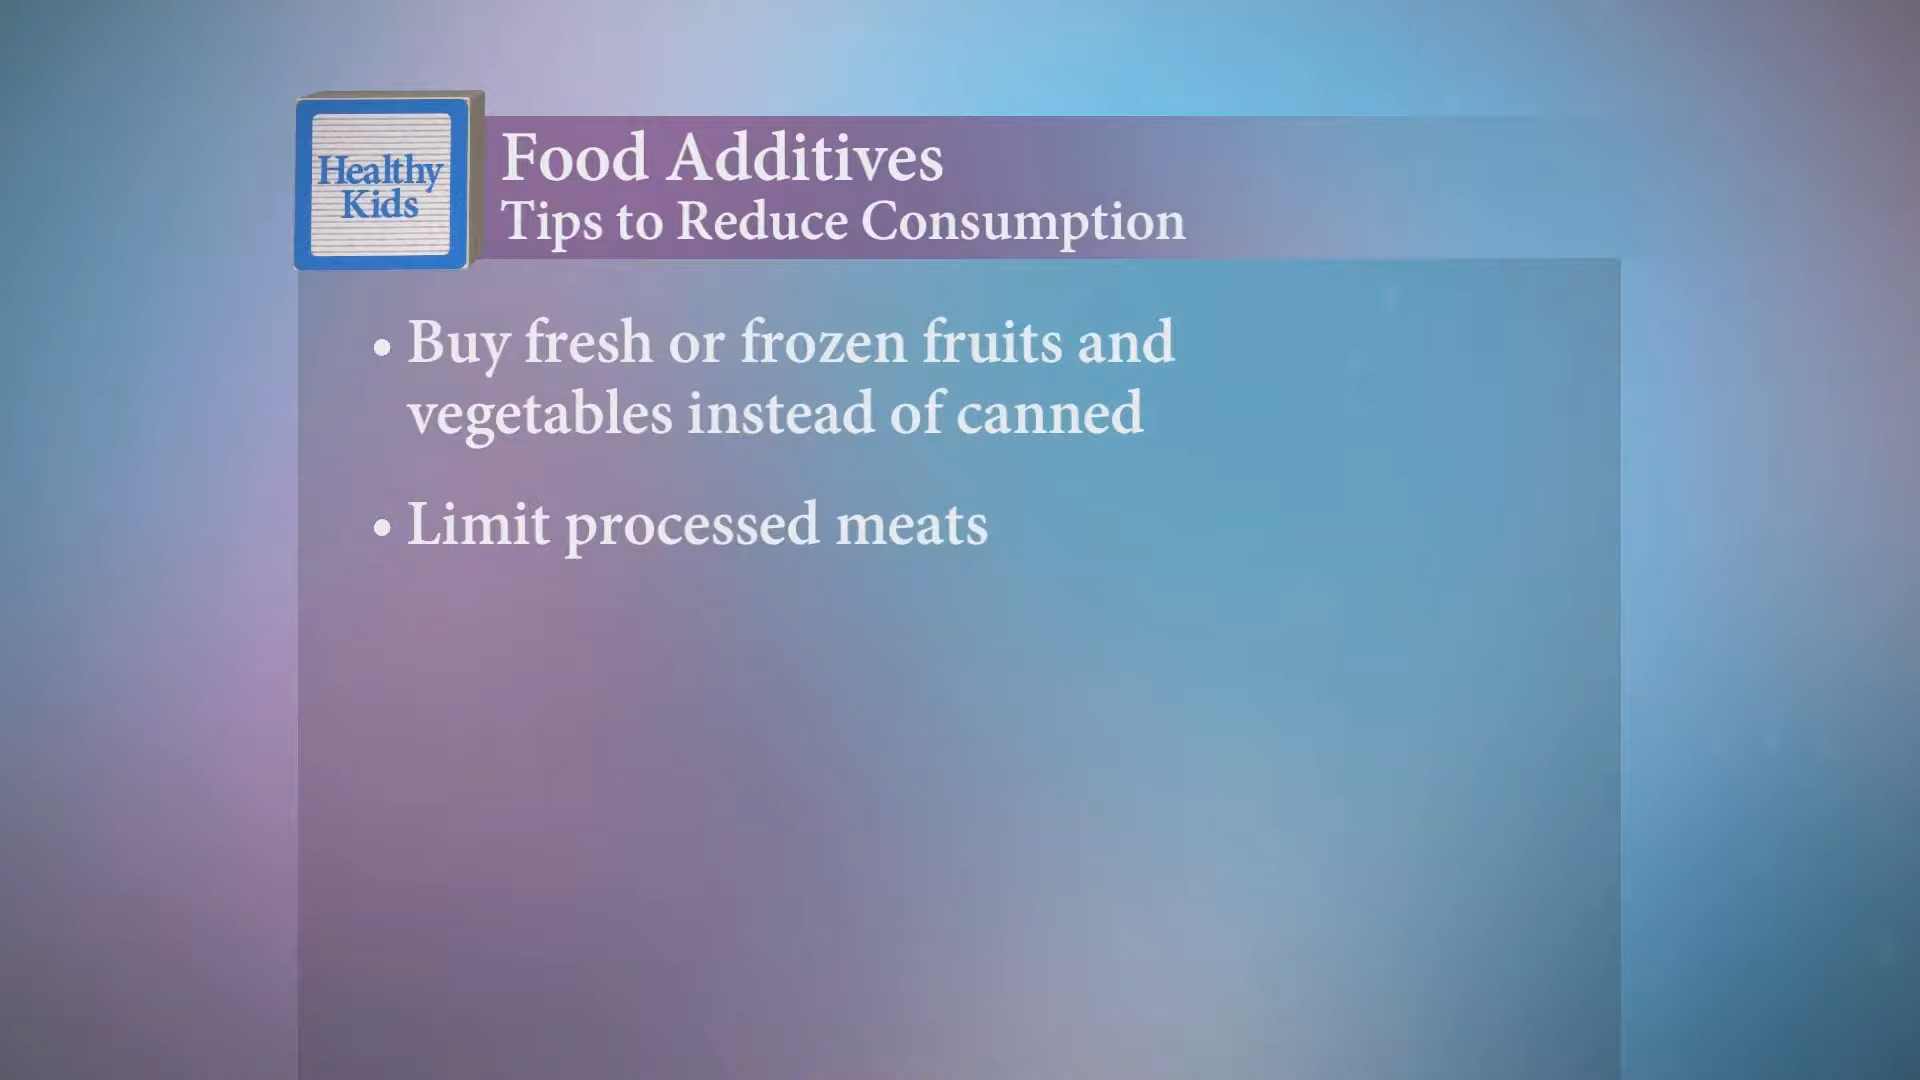 Healthy
Kids
Food Additives
Tips to Reduce Consumption
• Buy fresh or frozen fruits and
vegetables instead of canned
• Limit processed meats